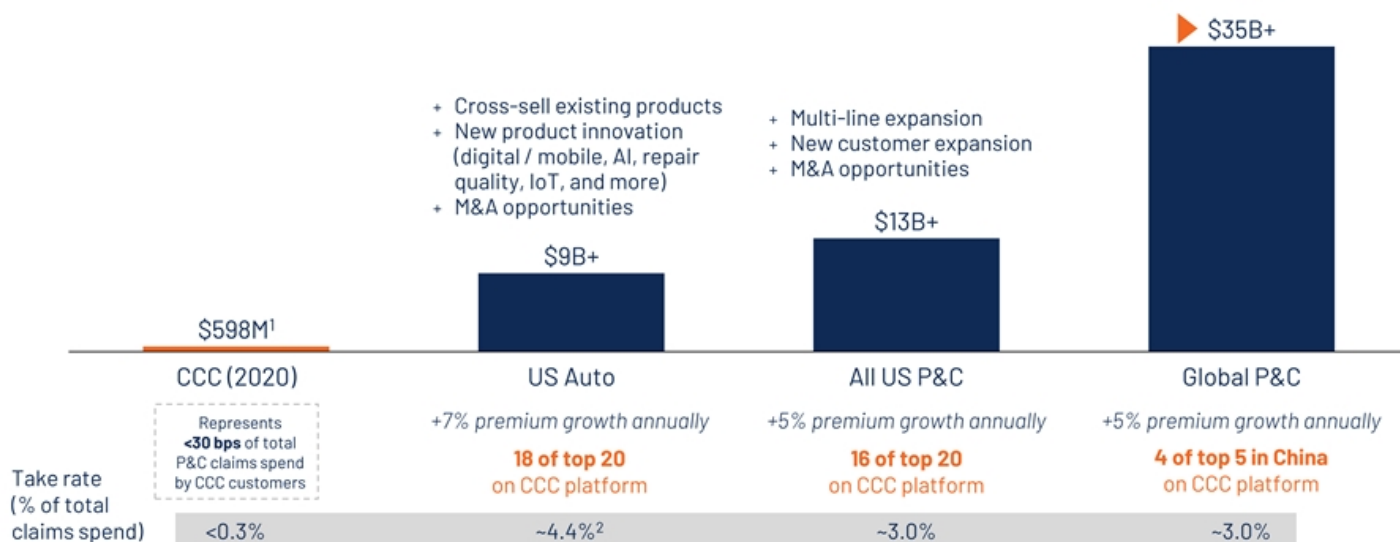 $35B+
+ Cross-sell existing products
+ New product innovation
(digital / mobile, AI, repair
quality, IoT, and more)
+ M&A opportunities
+ Multi-line expansion
+ New customer expansion
+ M&A opportunities
$598M¹
$9B+
$13B+
CCC (2020)
US Auto
All US P&C
Global P&C
Represents
<30 bps of total
P&C claims spend
by CCC customers
+7% premium growth annually
18 of top 20
on CCC platform
+5% premium growth annually
16 of top 20
on CCC platform
+5% premium growth annually
4 of top 5 in China
on CCC platform
Take rate
(% of total
claims spend)
<0.3%
~4.4%²
~3.0%
~3.0%